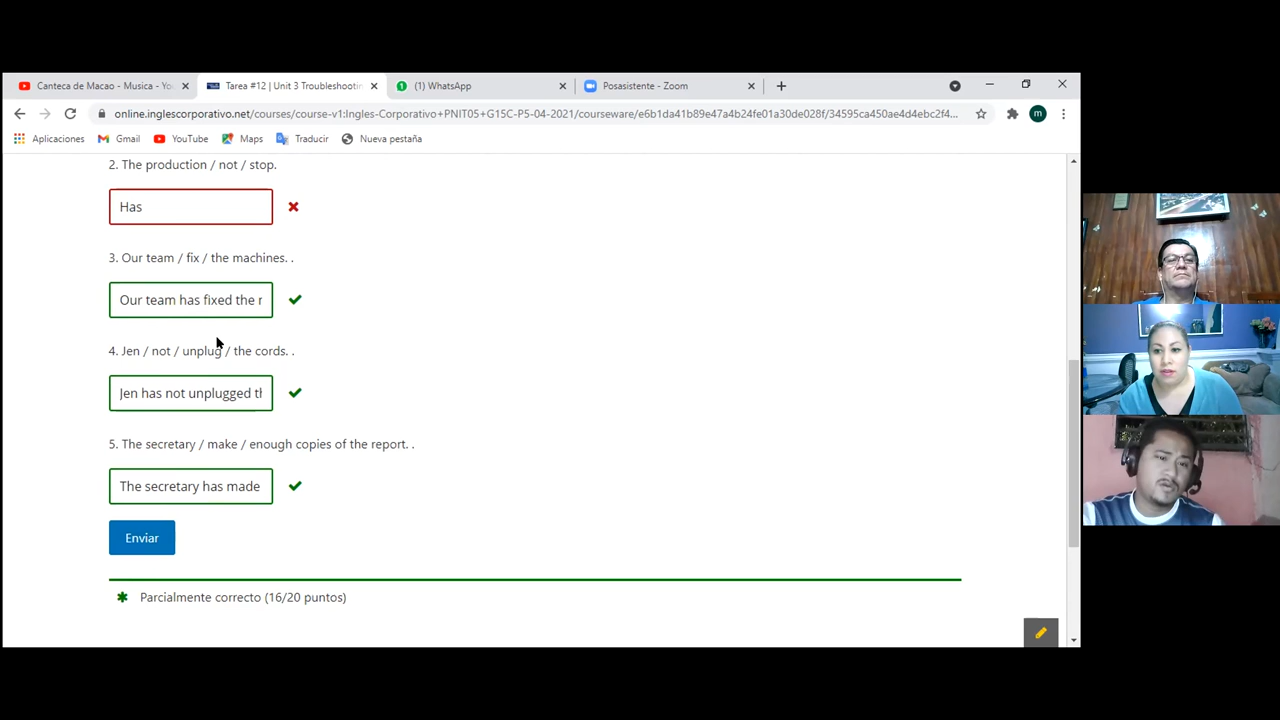 Canteca de Macao - Musica - Yo
Tarea #12 | Unit 3 Troubleshootin
(1) WhatsApp
Posasistente - Zoom
online.inglescorporativo.net/courses/course-v1:Ingles-Corporativo+PNIT05+G15C-P5-04-2021/courseware/e6b1da41b89e47a4b24fe01a30de028f/34595ca450ae4d4ebc2f4...
Aplicaciones
Gmail
YouTube
Maps
Traducir
Nueva pestaña
2. The production / not / stop.
Has
3. Our team / fix / the machines. .
Our team has fixed the r
4. Jen / not / unplug / the cords. .
Jen has not unplugged th
5. The secretary / make / enough copies of the report. .
The secretary has made
Enviar
Parcialmente correcto (16/20 puntos)